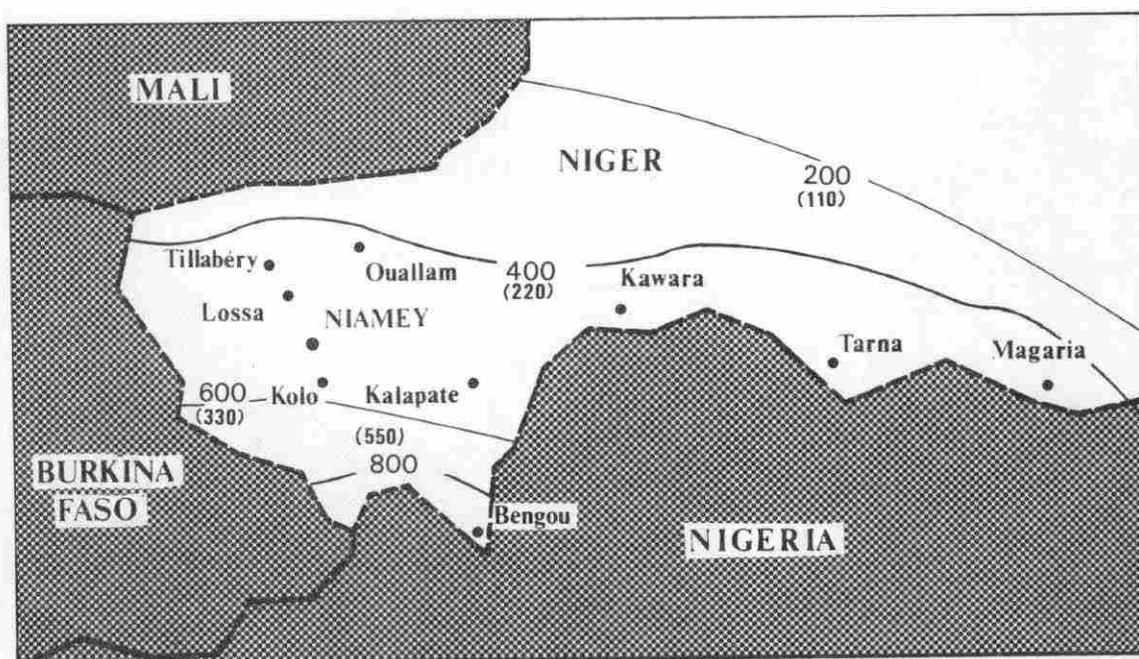 MALI
NIGER
200
(110)
Tillabéry
Ouallam
400
(220)
Kawara
Lossa
NIAMEY
Tarna
Magaria
600
(330)
Kolo
Kalapate
(550)
800
BURKINA
FASO
Bengou
NIGERIA